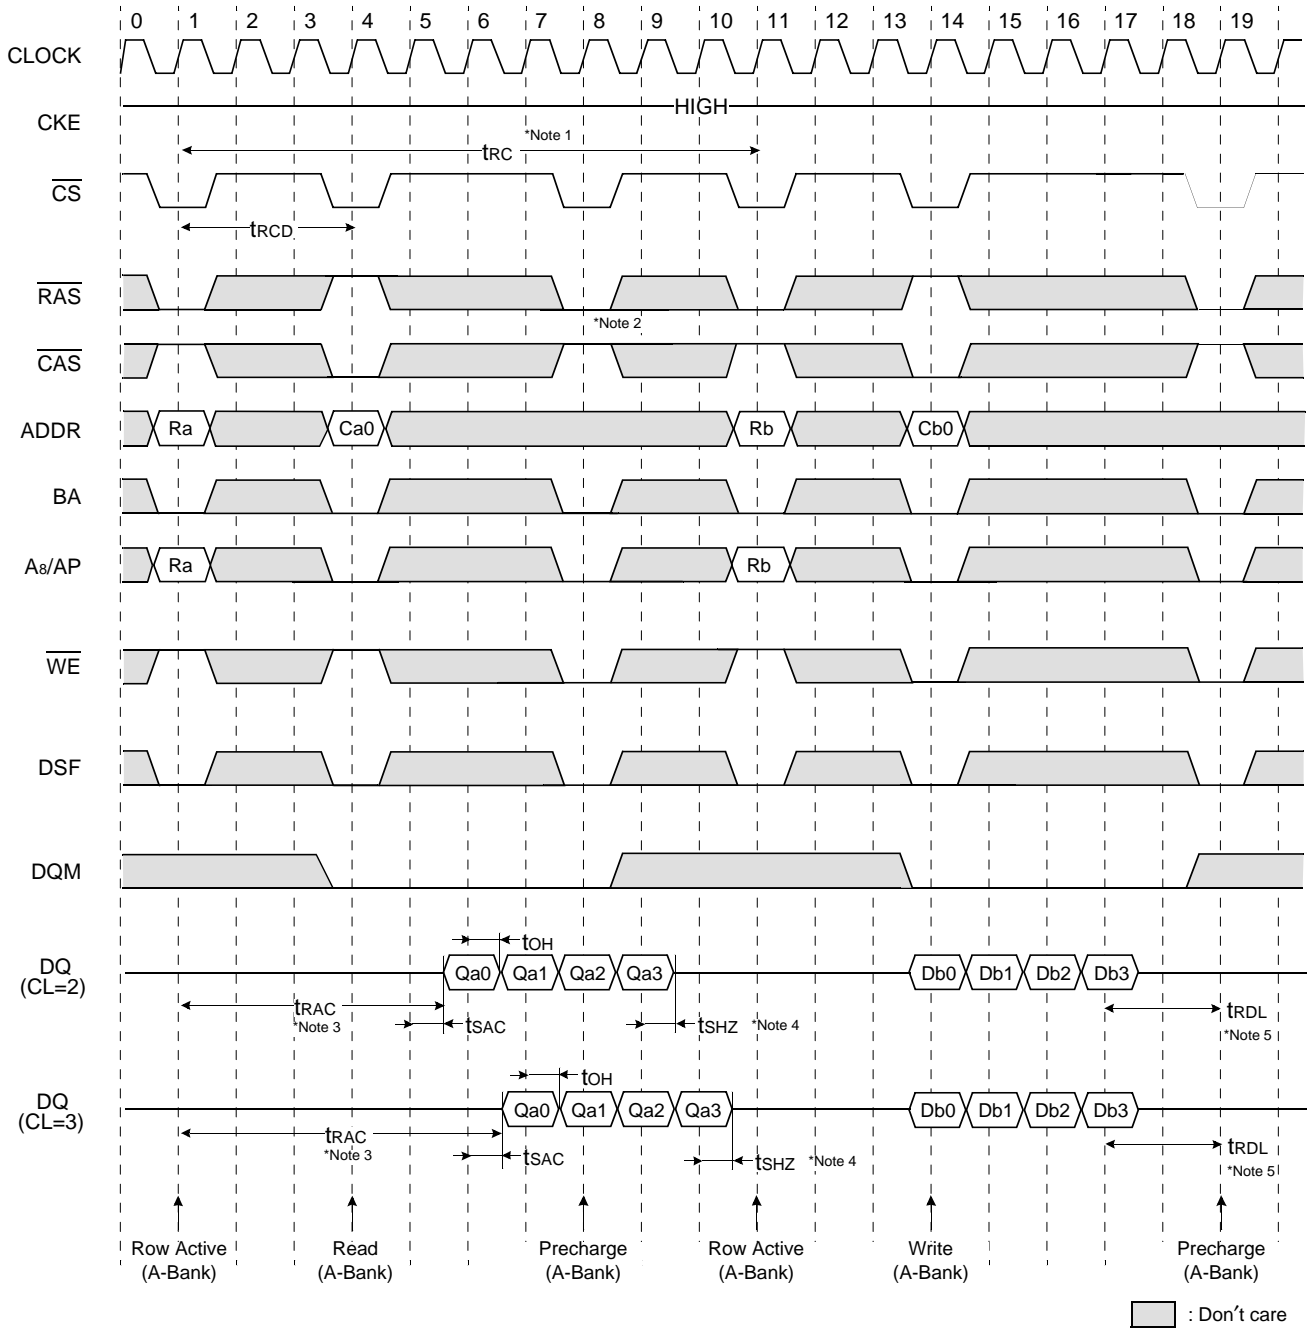 0 1 2 3 4 5 6 7 8 9 10 11 12 13 14 15 16 17 18 19
CLOCK
HIGH
CKE
*Note 1
tRC
CS
tRCD
RAS
*Note 2
CAS
ADDR Ra Ca0 Rb Cb0
BA
A8/AP Ra Rb
WE
DSF
DQM
tOH
DQ
(CL=2)
Qa0 Qa1 Qa2 Qa3 Db0 Db1 Db2 Db3
tRAC
*Note 3
tSAC
tSHZ *Note 4
tRDL
*Note 5
tOH
DQ
(CL=3)
Qa0 Qa1 Qa2 Qa3 Db0 Db1 Db2 Db3
tRAC
*Note 3
tSAC
tSHZ *Note 4
tRDL
*Note 5
Row Active
(A-Bank)
Read
(A-Bank)
Precharge
(A-Bank)
Row Active
(A-Bank)
Write
(A-Bank)
Precharge
(A-Bank)
: Don′t care